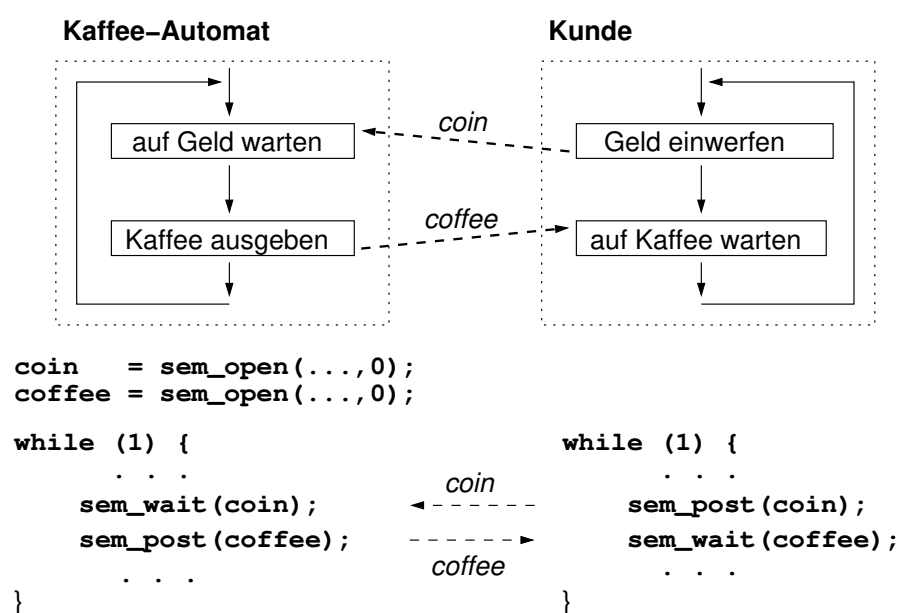 Kaffee−Automat Kunde
coin
auf Geld warten Geld einwerfen
coffee
Kaffee ausgeben auf Kaffee warten
coin   = sem_open(...,0);
coffee = sem_open(...,0);
while (1) { while (1) {
. . . . . .
coin
sem_wait(coin); sem_post(coin);
sem_post(coffee); sem_wait(coffee);
coffee
. . . . . .
} }